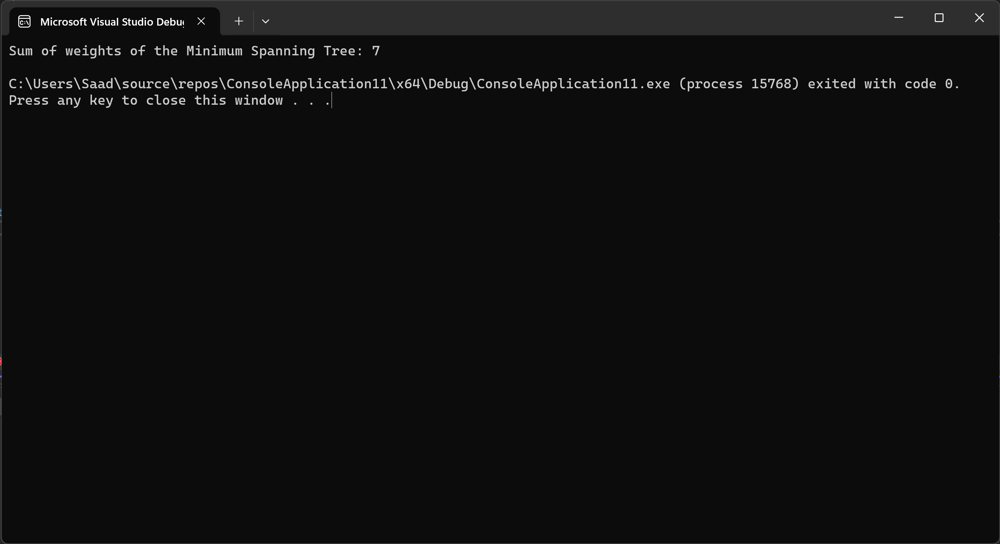 Microsoft Visual Studio Debug
Sum of weights of the Minimum Spanning Tree: 7
C:\Users\Saad\source\repos\ConsoleApplication11\x64\Debug\ConsoleApplication11.exe (process 15768) exited with code 0.
Press any key to close this window . . .